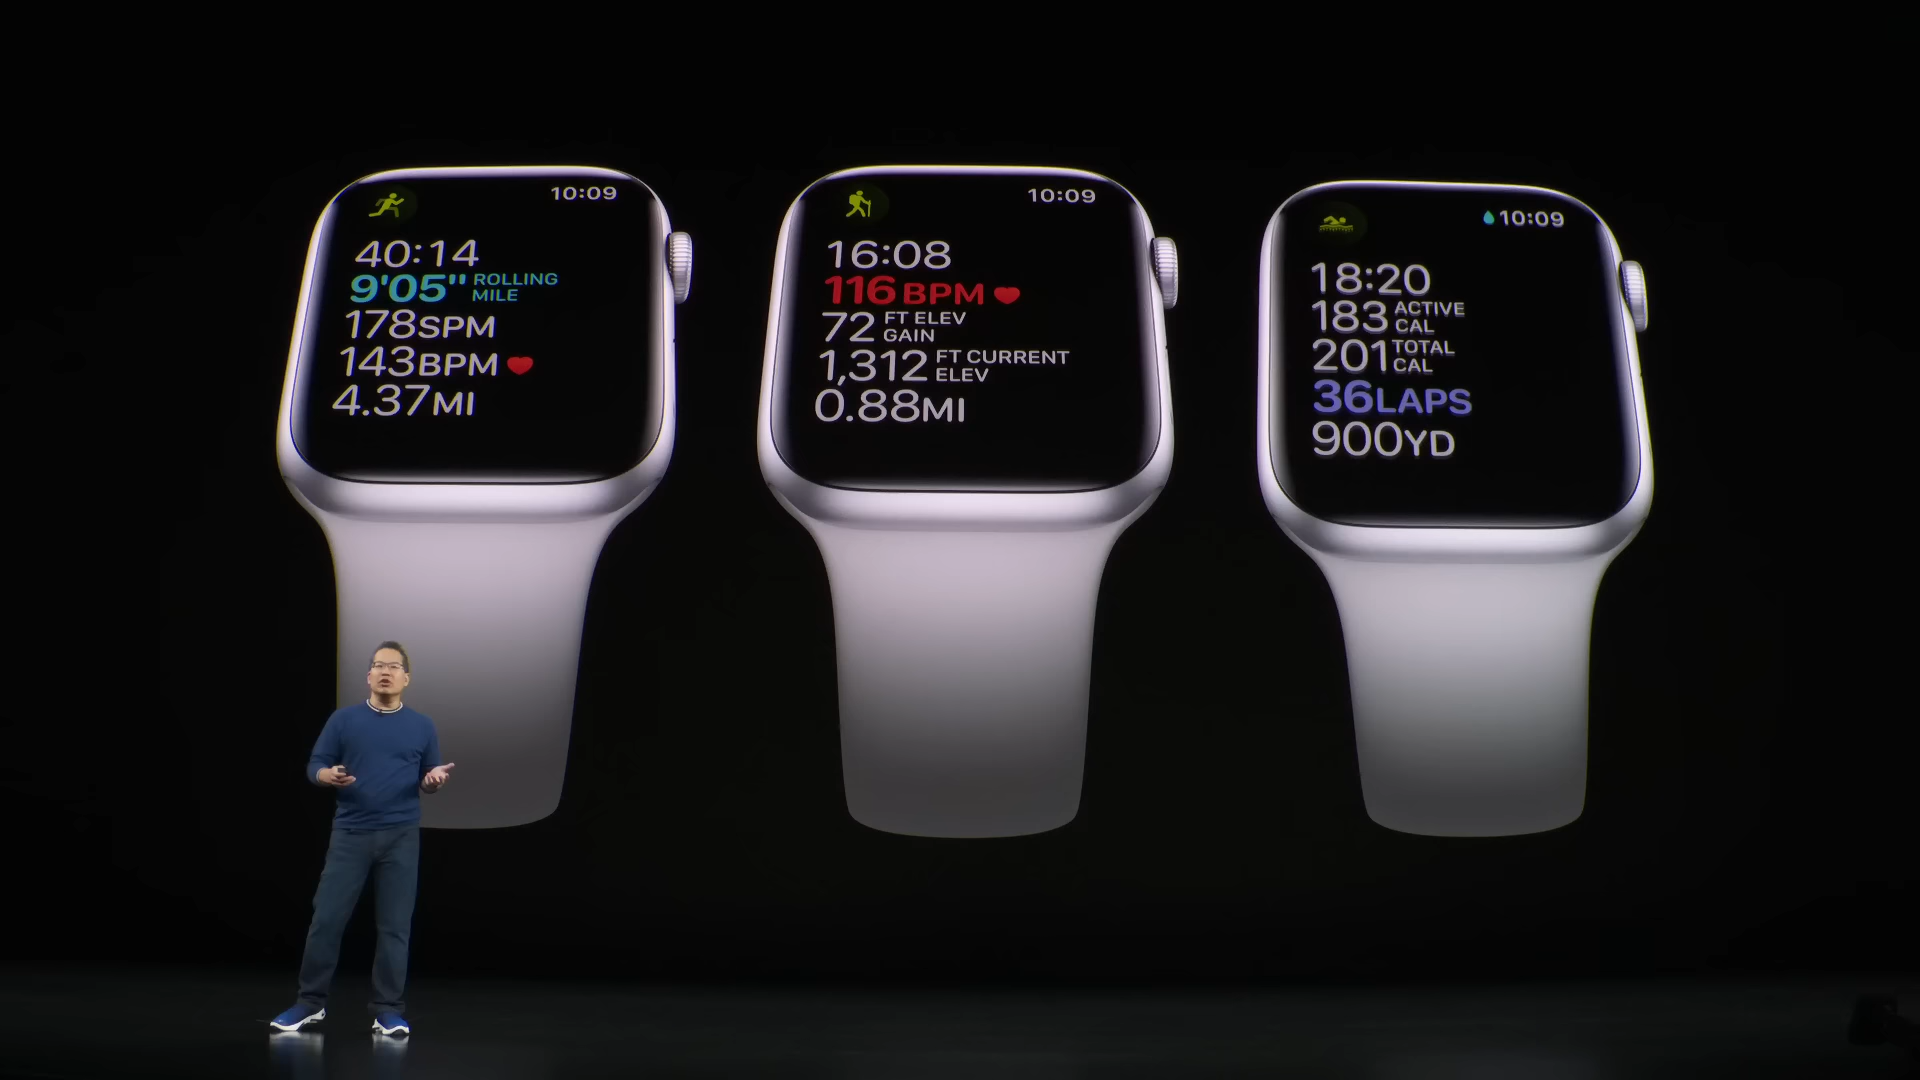 10:09
40:14
9'05" ROLLING MILE
178SPM
143BPM
4.37MI
10:09
16:08
116 BPM
72 FT ELEV GAIN
1,312 FT CURRENT ELEV
0.88MI
10:09
18:20
183 ACTIVE CAL
201 TOTAL CAL
36LAPS
900YD